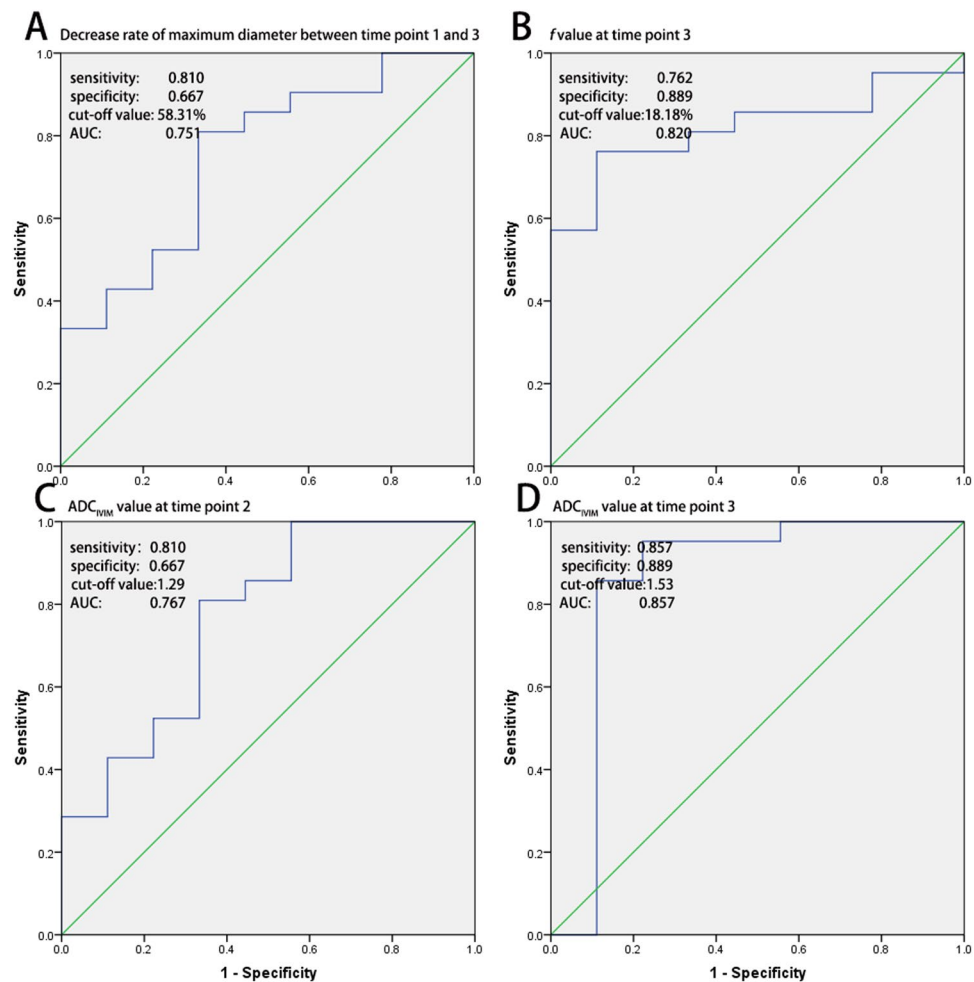 A Decrease rate of maximum diameter between time point 1 and 3
sensitivity: 0.810
specificity: 0.667
cut-off value: 58.31%
AUC: 0.751
1.0
0.8
0.6
0.4
0.2
0.0
Sensitivity
0.0 0.2 0.4 0.6 0.8 1.0
B f value at time point 3
sensitivity: 0.762
specificity: 0.889
cut-off value:18.18%
AUC: 0.820
1.0
0.8
0.6
0.4
0.2
0.0
Sensitivity
0.0 0.2 0.4 0.6 0.8 1.0
C ADCIVIM value at time point 2
sensitivity: 0.810
specificity: 0.667
cut-off value:1.29
AUC: 0.767
1.0
0.8
0.6
0.4
0.2
0.0
Sensitivity
0.0 0.2 0.4 0.6 0.8 1.0
1 - Specificity
D ADCIVIM value at time point 3
sensitivity: 0.857
specificity: 0.889
cut-off value:1.53
AUC: 0.857
1.0
0.8
0.6
0.4
0.2
0.0
Sensitivity
0.0 0.2 0.4 0.6 0.8 1.0
1 - Specificity